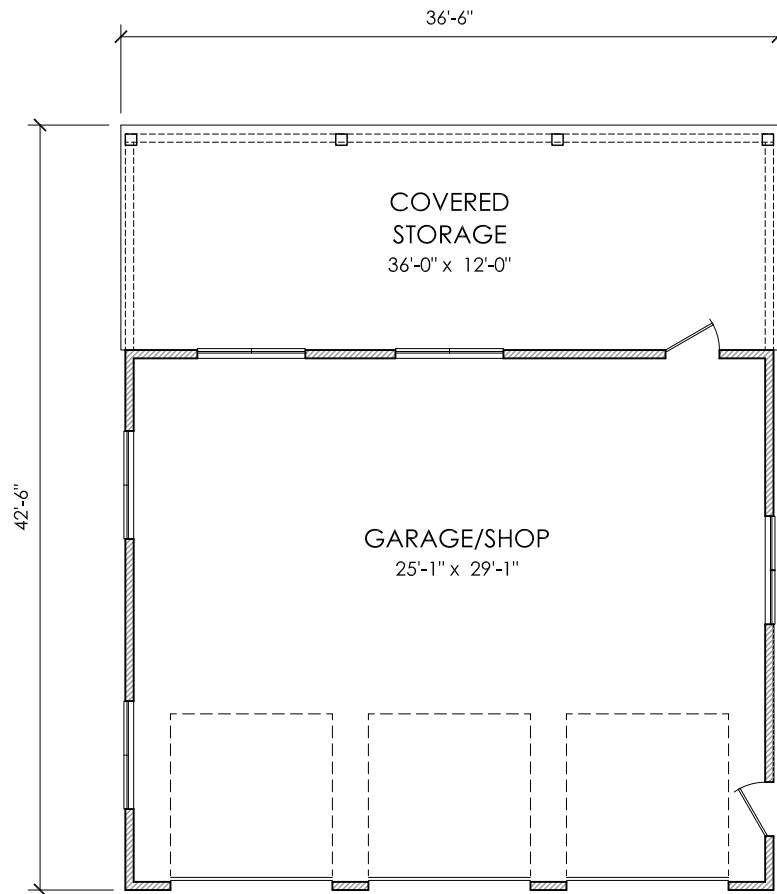 36'-6"
COVERED
STORAGE
36'-0" x 12'-0"
42'-6"
GARAGE/SHOP
25'-1" x 29'-1"